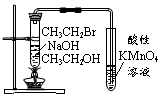 CH₃CH₂Br
NaOH
CH₃CH₂OH
酸性
KMnO₄
溶液